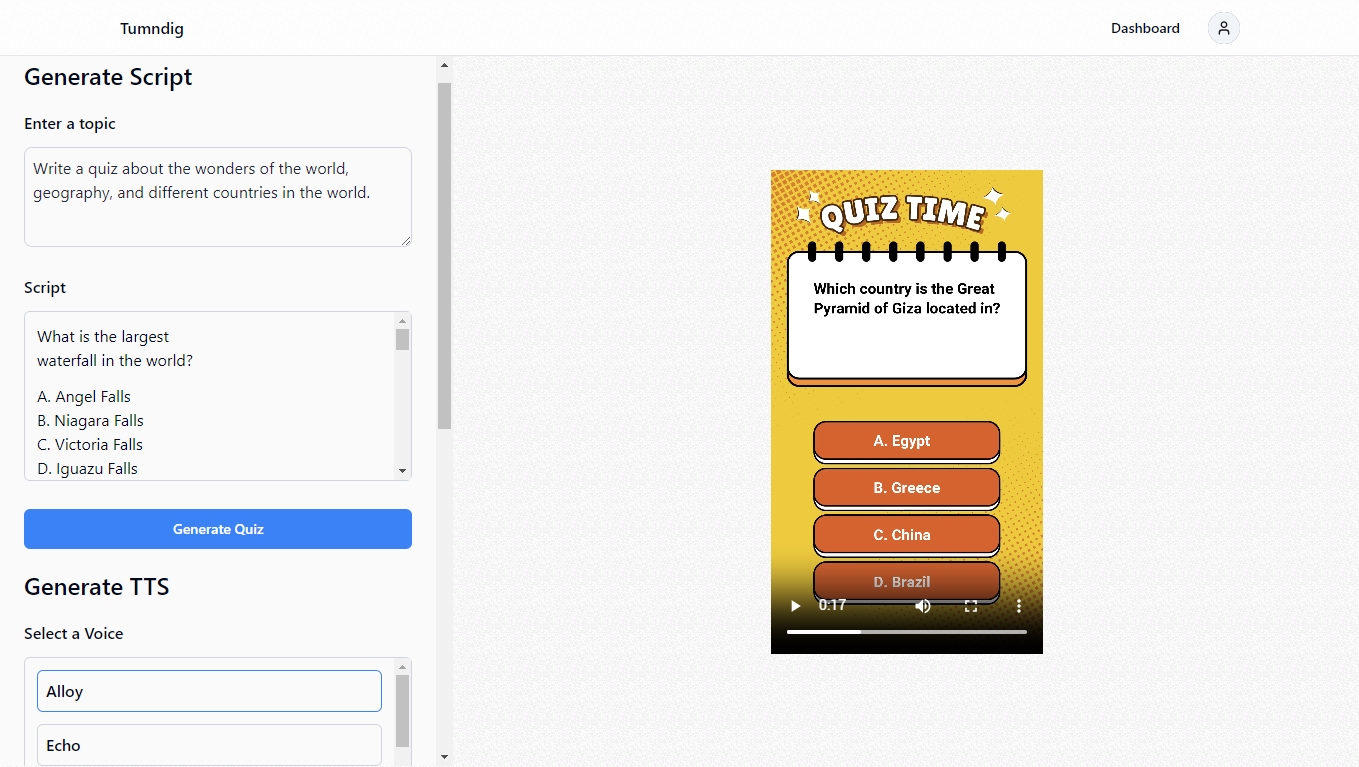 Tumndig
Dashboard
Generate Script
Enter a topic
Write a quiz about the wonders of the world,
geography, and different countries in the world.
Script
What is the largest
waterfall in the world?
A. Angel Falls
B. Niagara Falls
C. Victoria Falls
D. Iguazu Falls
Generate Quiz
Generate TTS
Select a Voice
Alloy
Echo
QUIZ TIME
Which country is the Great
Pyramid of Giza located in?
A. Egypt
B. Greece
C. China
D. Brazil
0:17